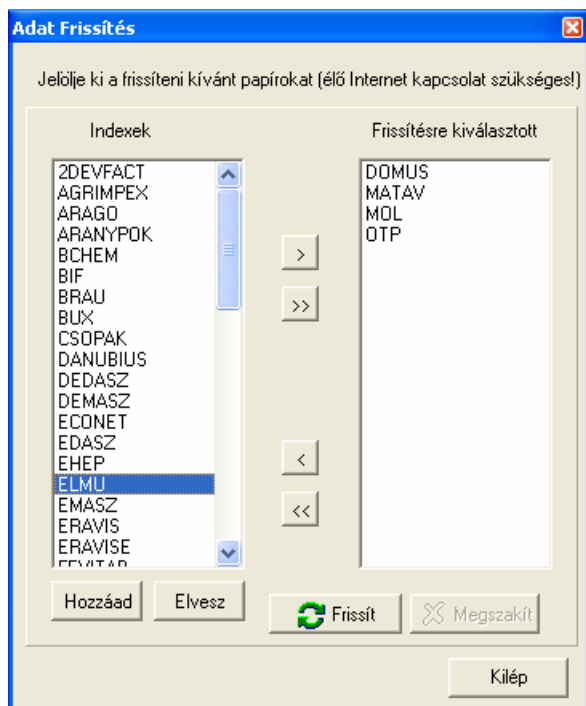 Adat Frissítés
Jelölje ki a frissíteni kívánt papírokat (élő Internet kapcsolat szükséges!)
Indexek
Frissítésre kiválasztott
2DEVFACT
AGRIMPEX
ARAGO
ARANYPOK
BCHEM
BIF
BRAU
BUX
CSOPAK
DANUBIUS
DEDASZ
DEMASZ
ECONET
EDASZ
EHEP
ELMU
EMASZ
ERAVIS
ERAVISE
DOMUS
MATAV
MOL
OTP
>
>>
<
<<
Hozzáad
Elvesz
Frissít
Megszakít
Kilép